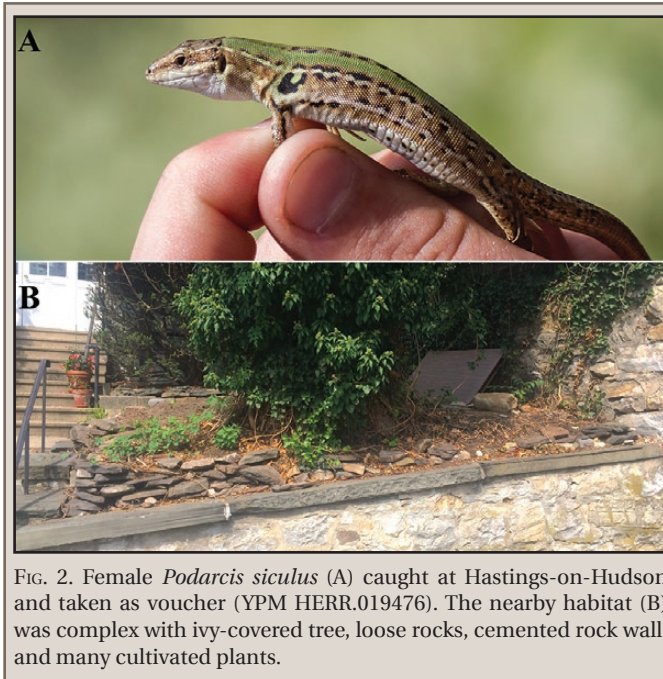 A
B
FIG. 2. Female Podarcis siculus (A) caught at Hastings-on-Hudson
and taken as voucher (YPM HERR.019476). The nearby habitat (B)
was complex with ivy-covered tree, loose rocks, cemented rock wall
and many cultivated plants.